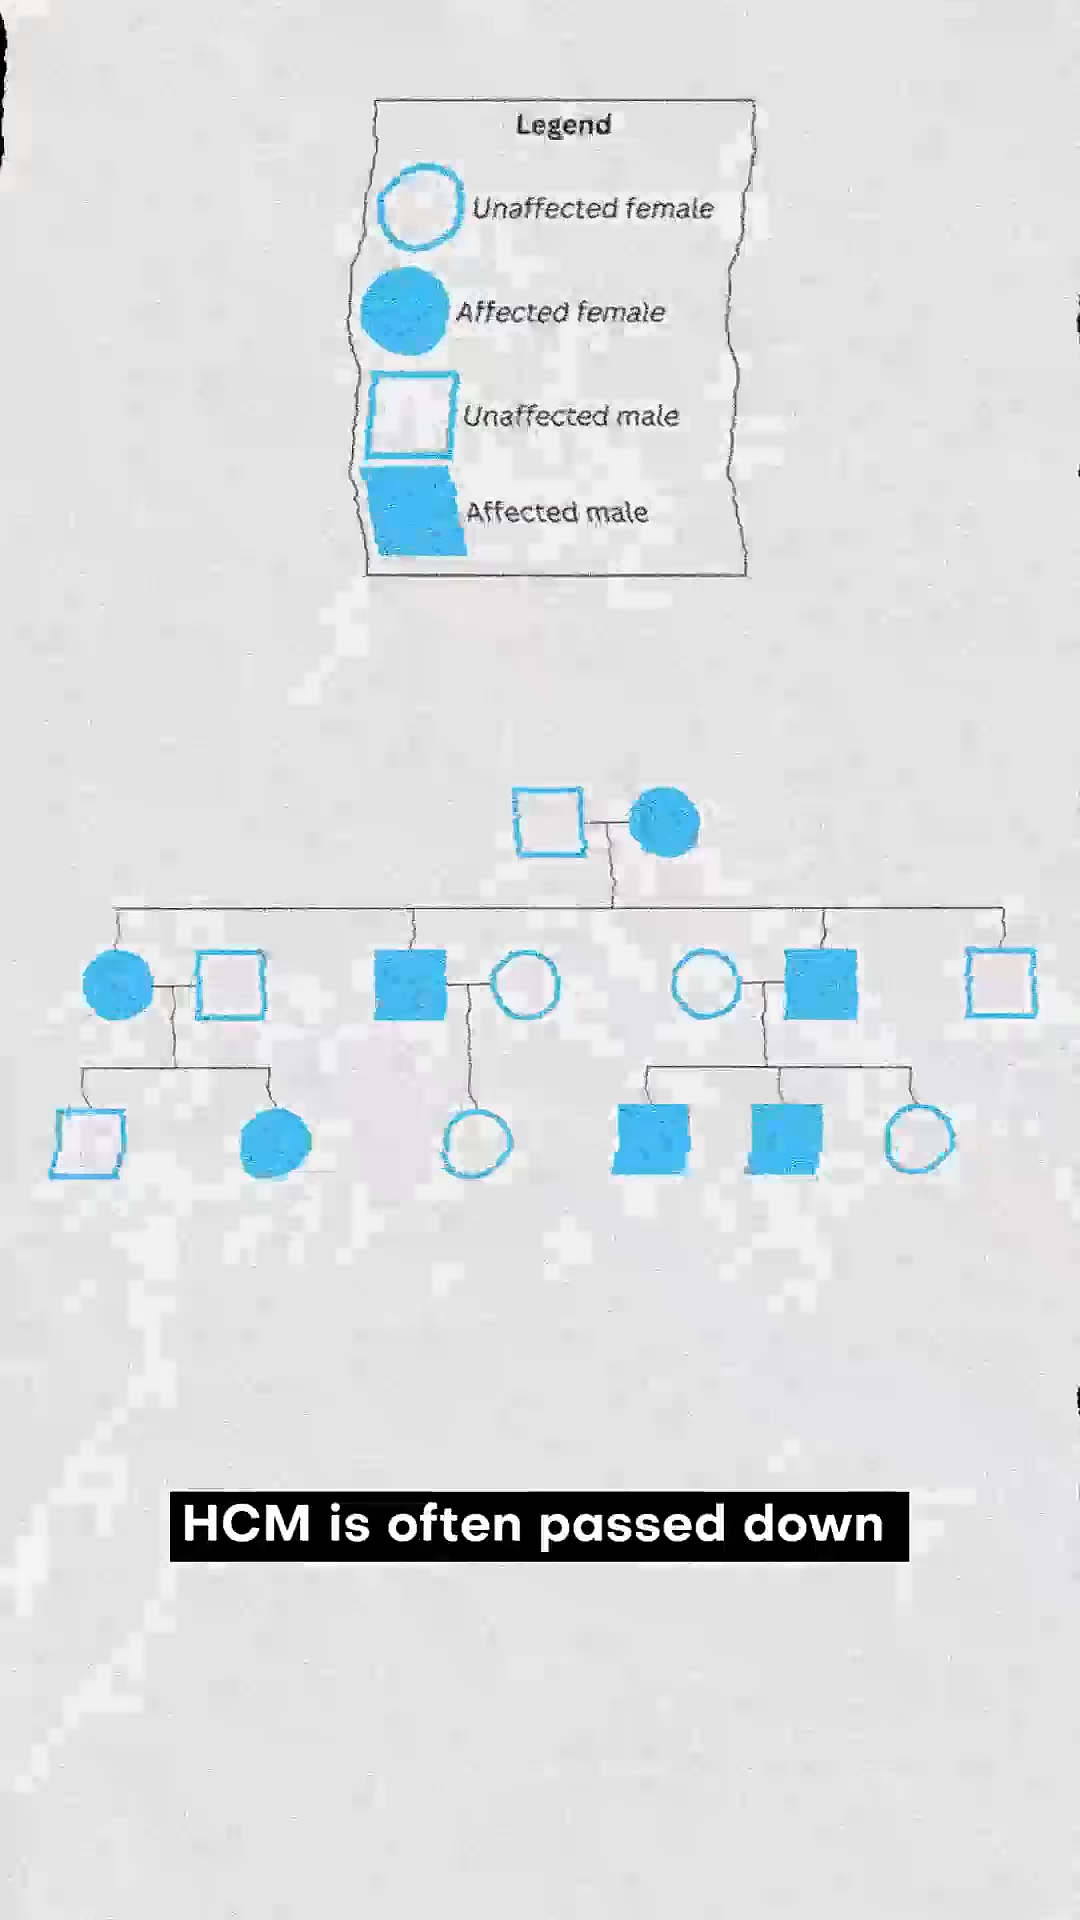 Legend
Unaffected female
Affected female
Unaffected male
Affected male
HCM is often passed down